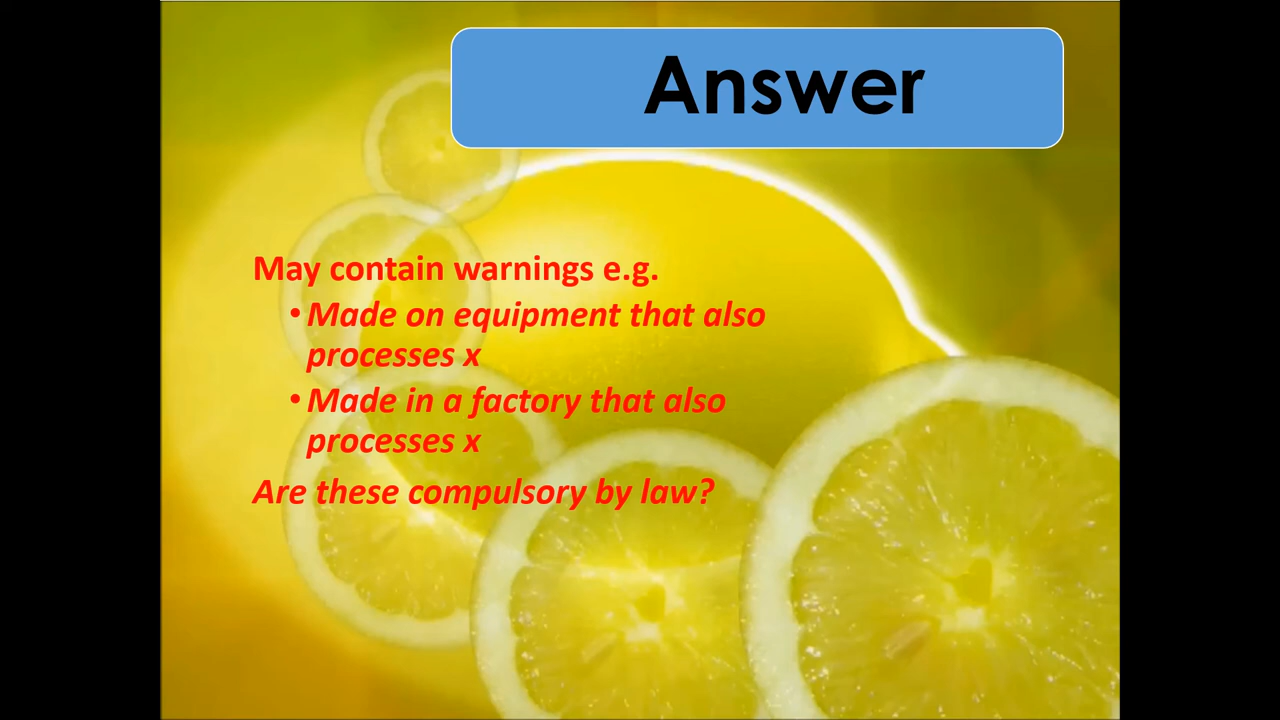 Answer
May contain warnings e.g.
• Made on equipment that also
processes x
• Made in a factory that also
processes x
Are these compulsory by law?